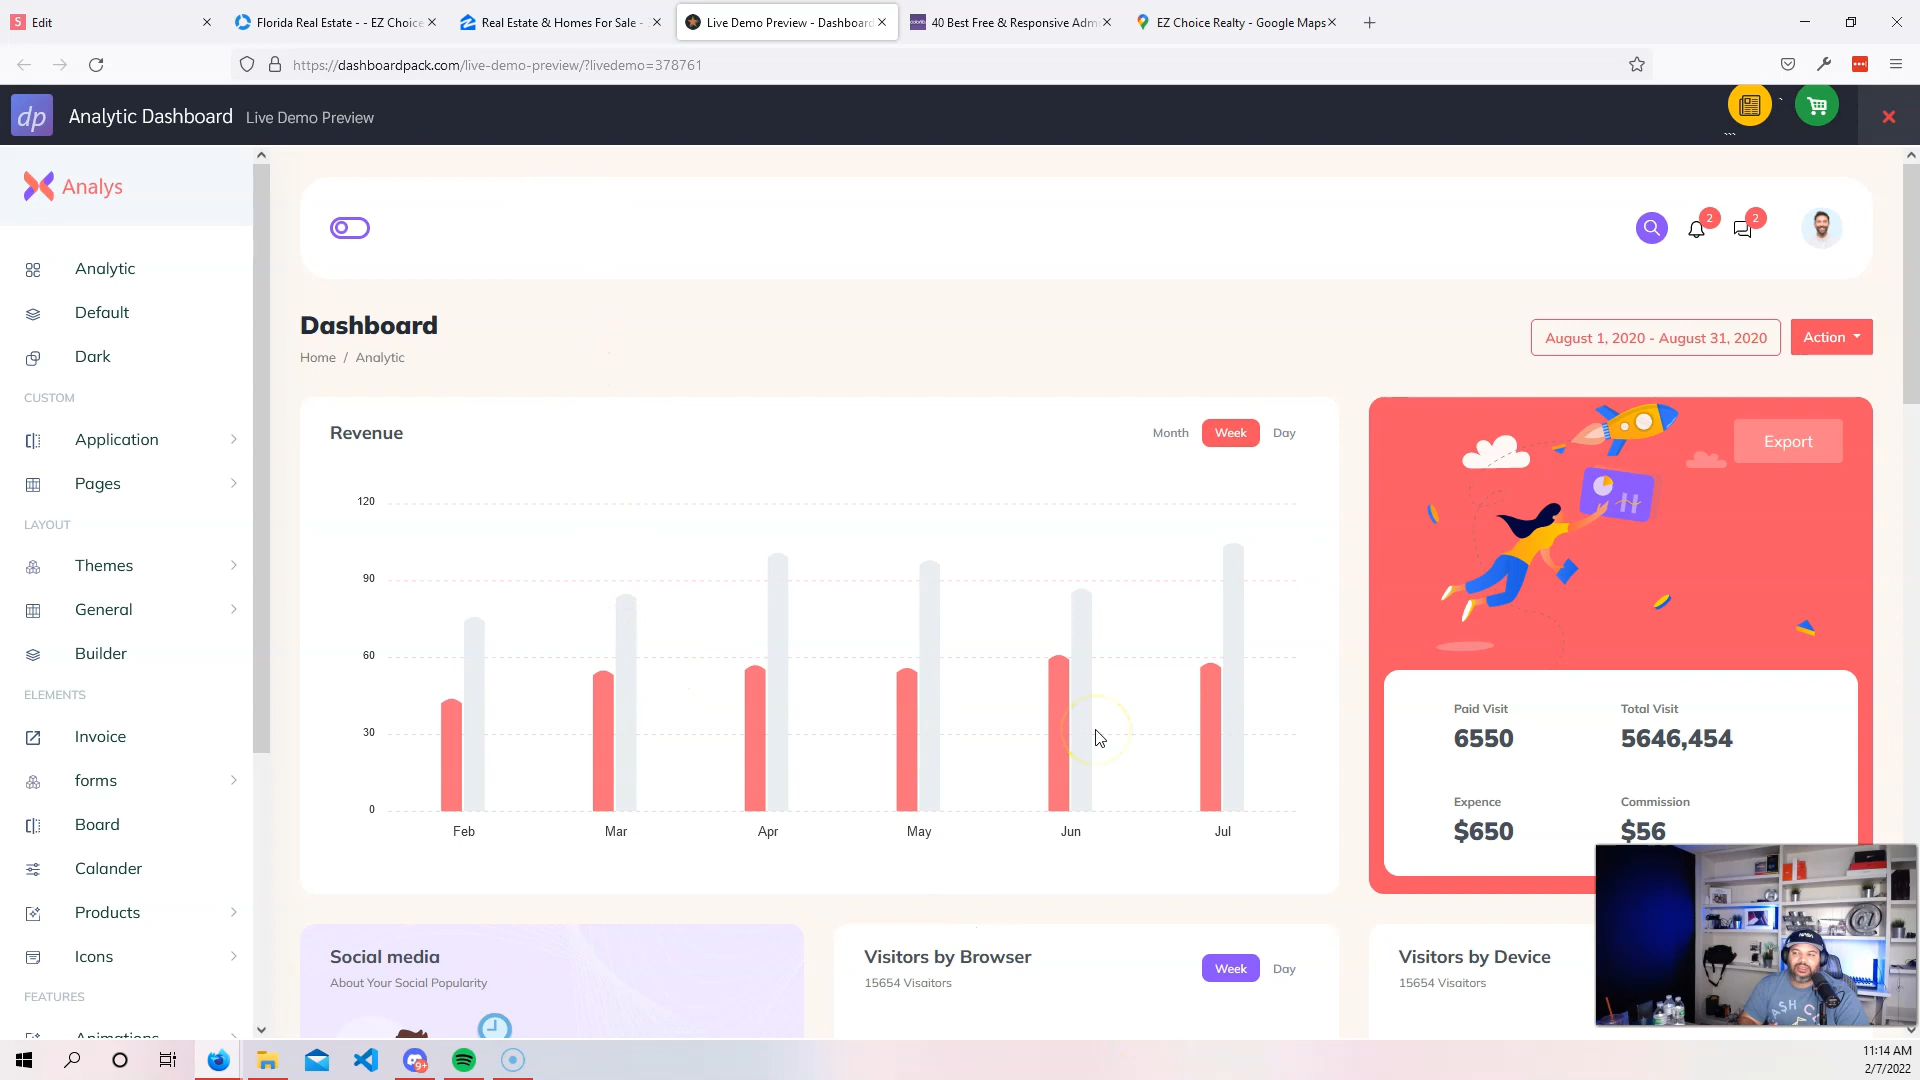 Edit
Florida Real Estate - - EZ Choice
Real Estate & Homes For Sale -
Live Demo Preview - Dashboard
40 Best Free & Responsive Adm
EZ Choice Realty - Google Maps
https://dashboardpack.com/live-demo-preview/?livedemo=378761
dp
Analytic Dashboard
Live Demo Preview
Analys
2
2
Analytic
Default
Dark
CUSTOM
Application
Pages
LAYOUT
Themes
General
Builder
ELEMENTS
Invoice
forms
Board
Calander
Products
Icons
FEATURES
Animations
Dashboard
Home / Analytic
August 1, 2020 - August 31, 2020
Action
Revenue
Month
Week
Day
120
90
60
30
0
Feb
Mar
Apr
May
Jun
Jul
Export
Paid Visit
6550
Total Visit
5646,454
Expence
$650
Commission
$56
Social media
About Your Social Popularity
Visitors by Browser
15654 Visaitors
Week
Day
Visitors by Device
15654 Visaitors
9+
11:14 AM
2/7/2022